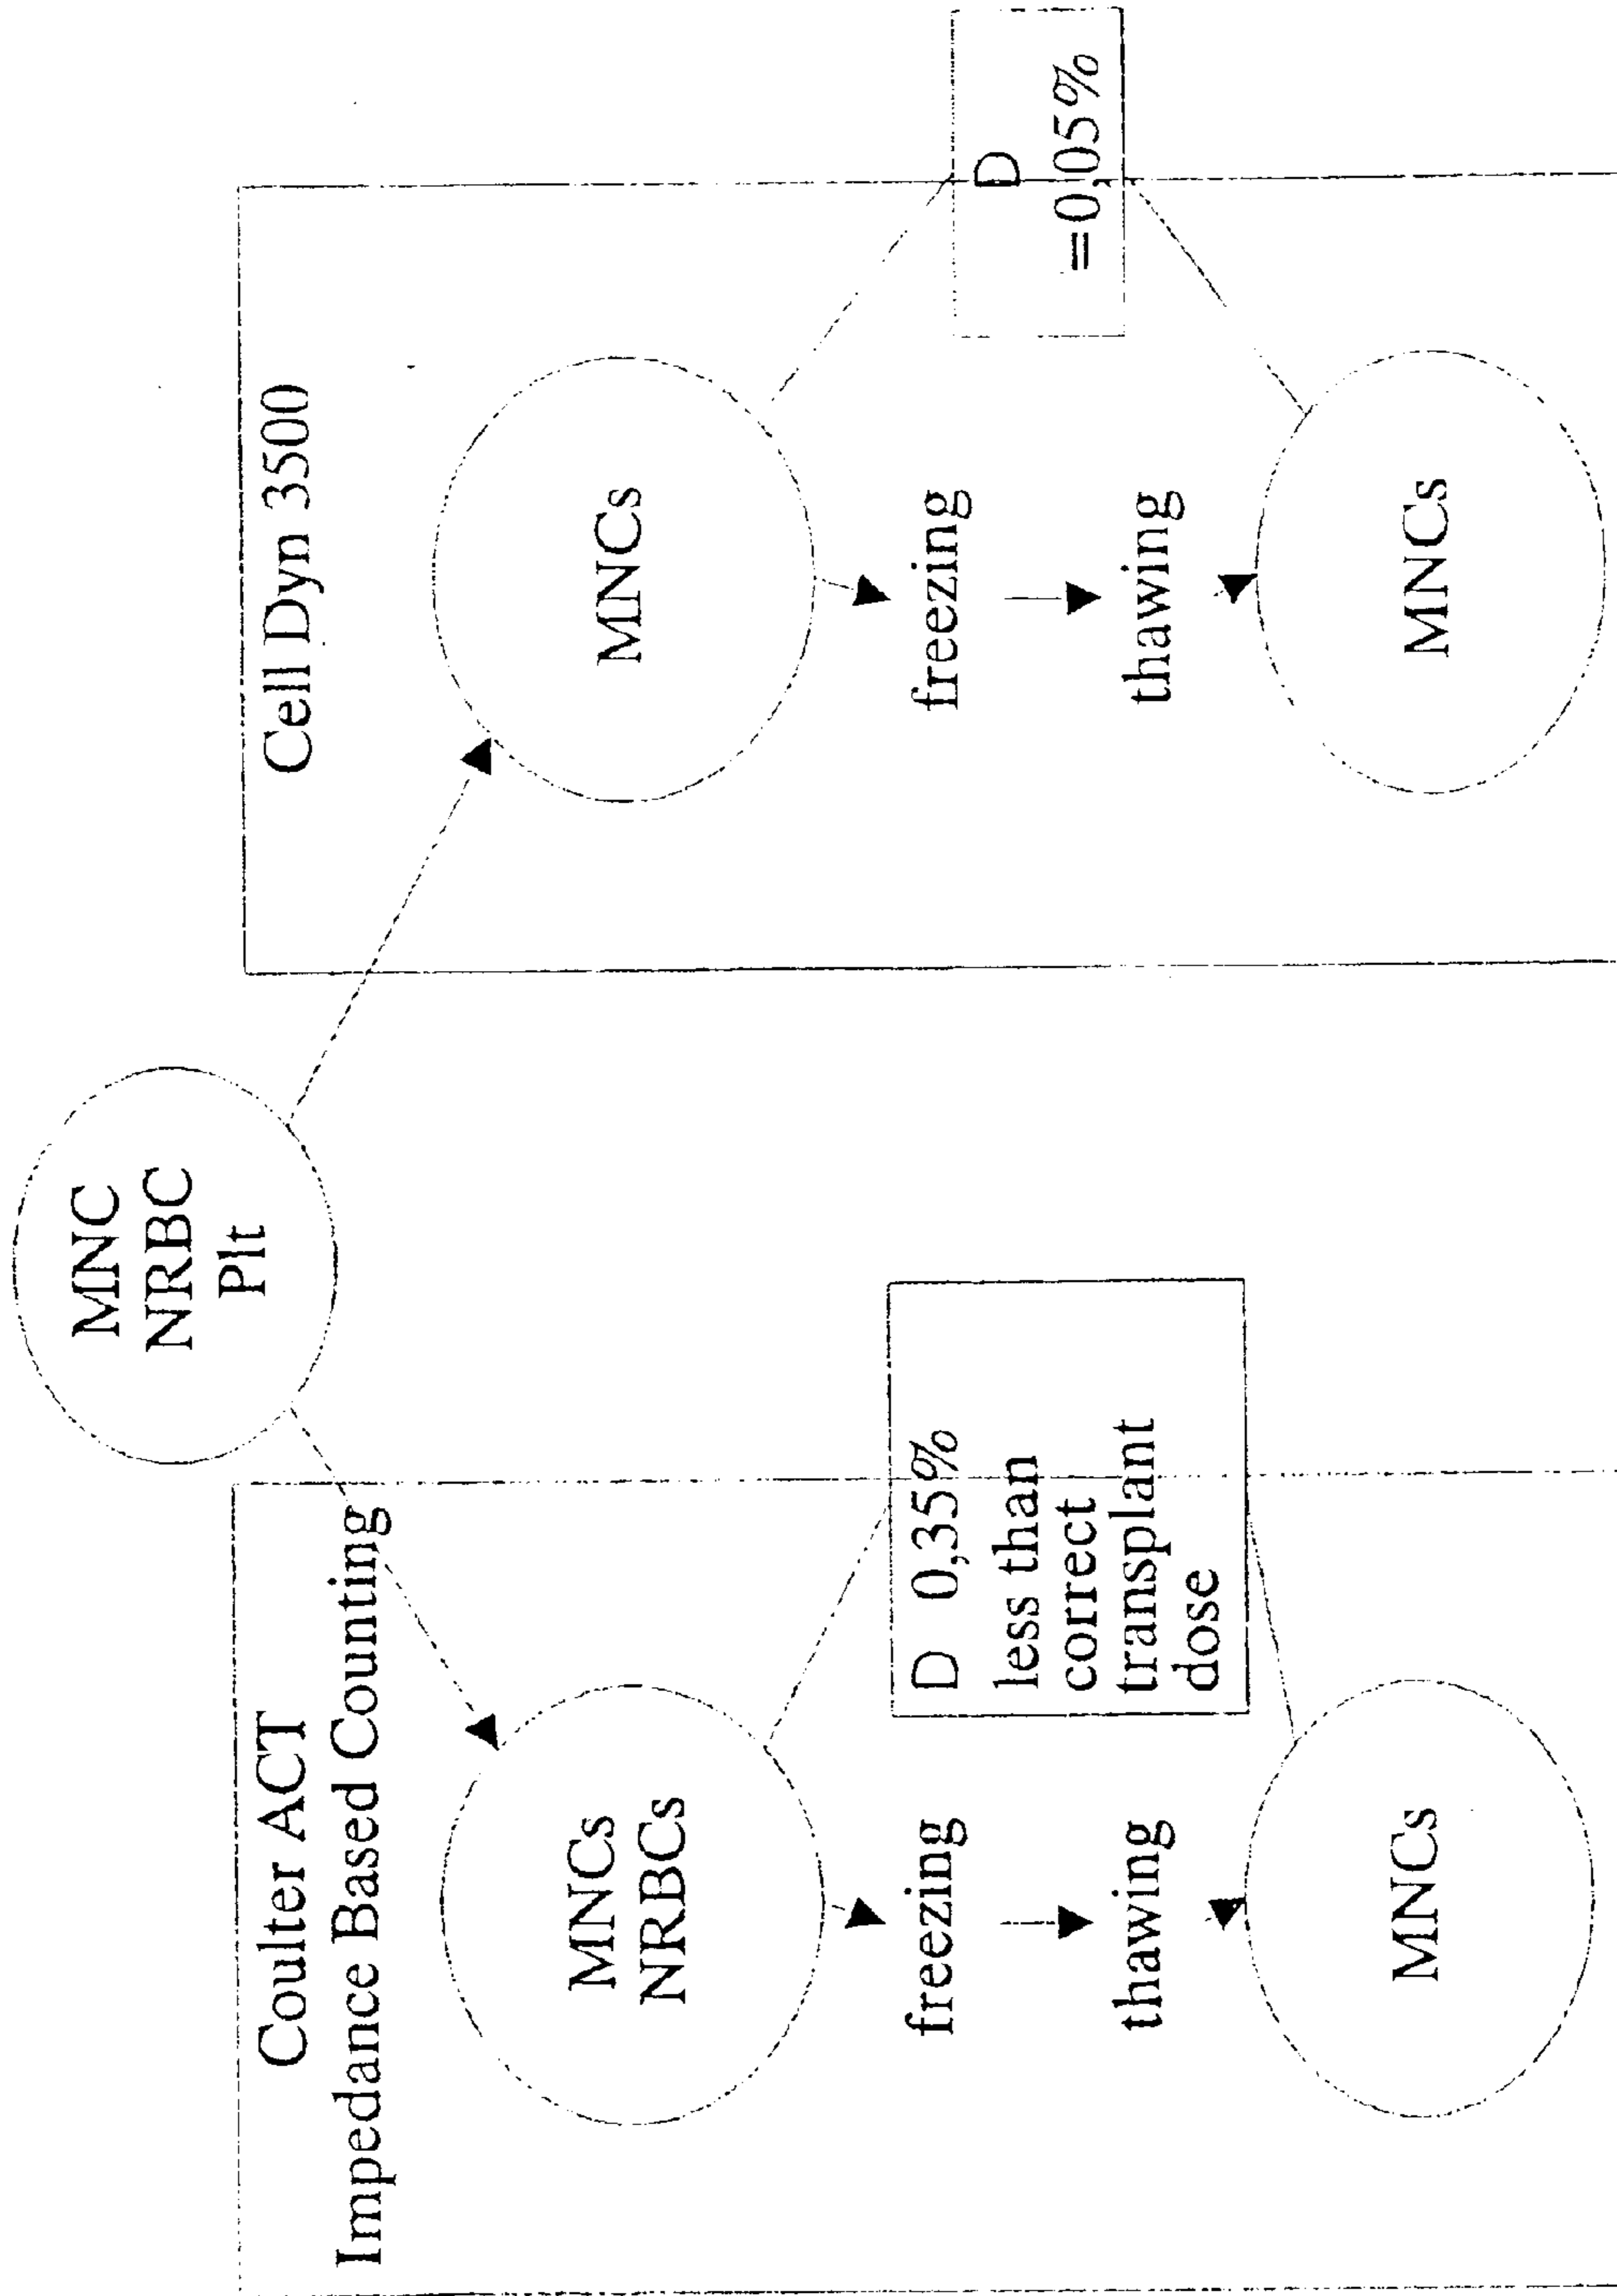 MNC
NRBC
Plt
Coulter ACT
Impedance Based Counting
MNCs
NRBCs
freezing
thawing
MNCs
D 0,35%
less than
correct
transplant
dose
Cell Dyn 3500
MNCs
freezing
thawing
MNCs
D
=0,05%